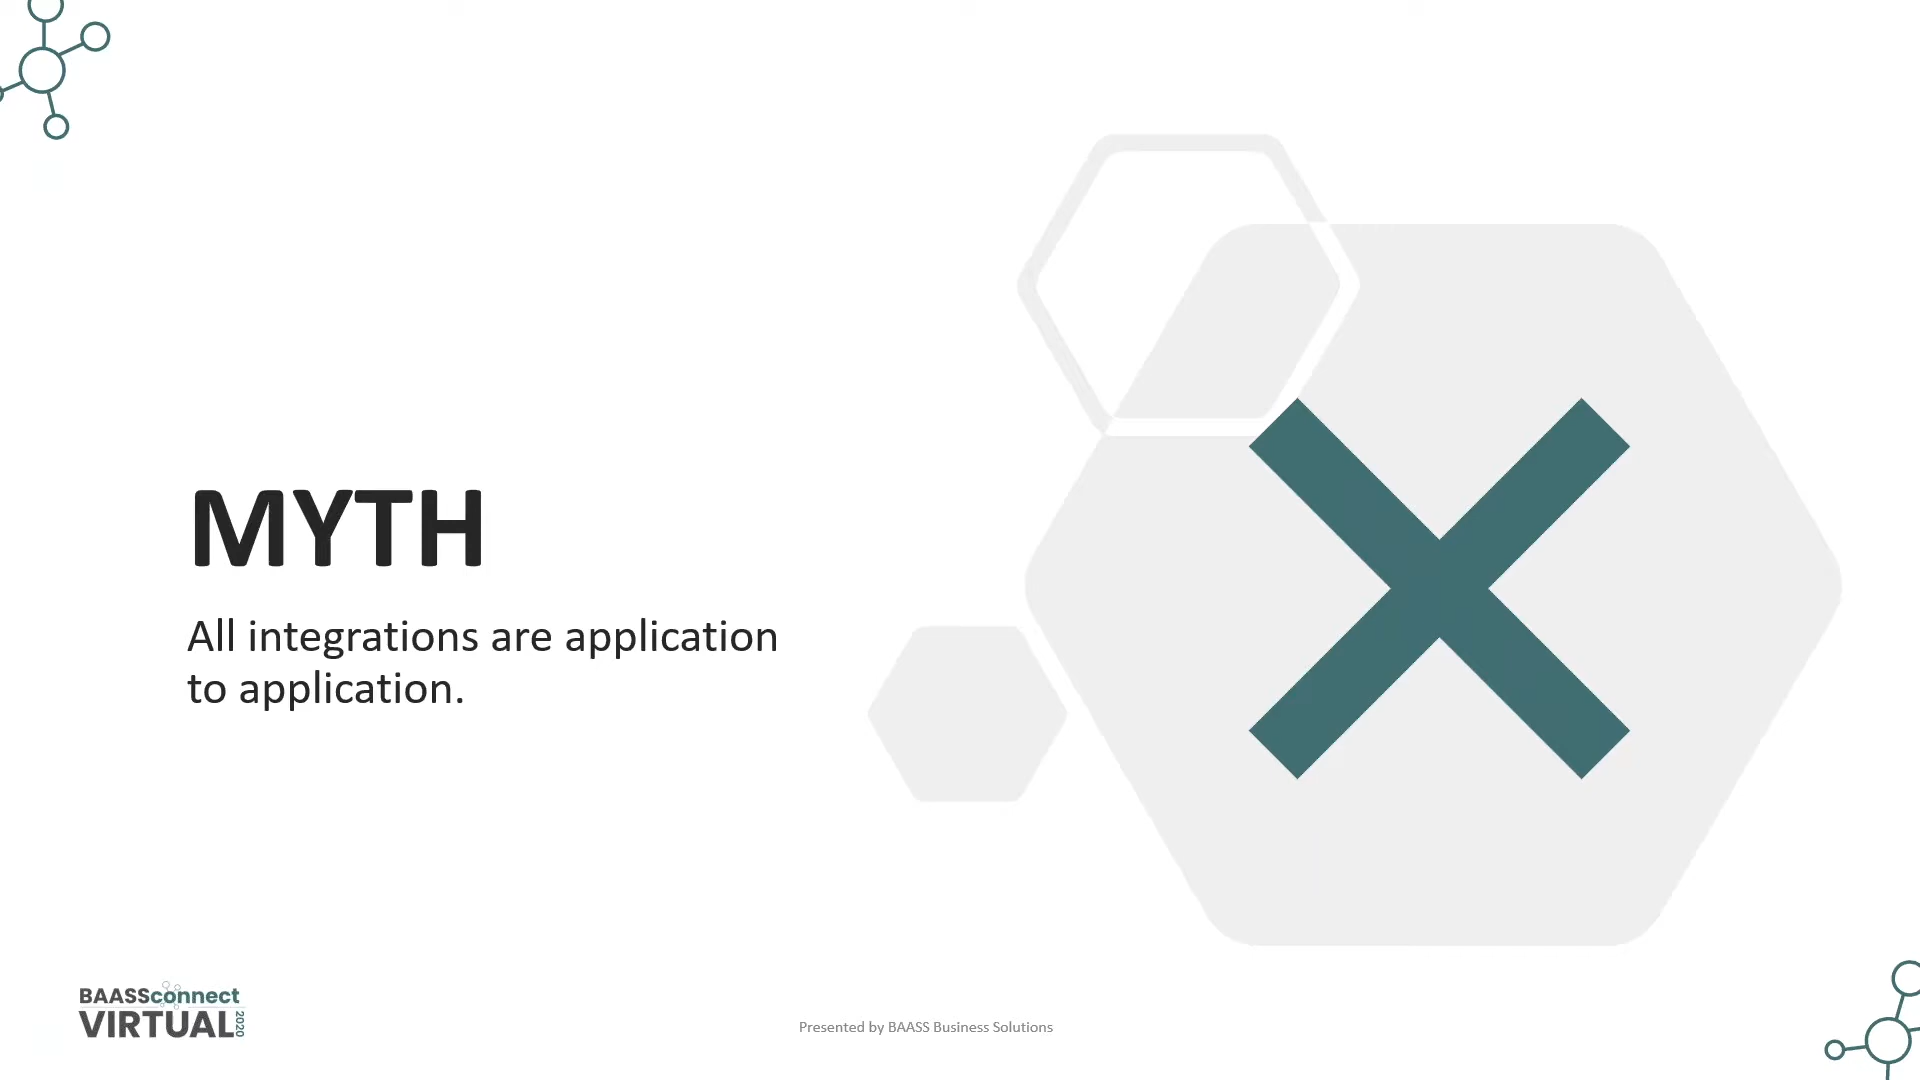 MYTH
All integrations are application
to application.
BAASSconnect
VIRTUAL 2020
Presented by BAASS Business Solutions